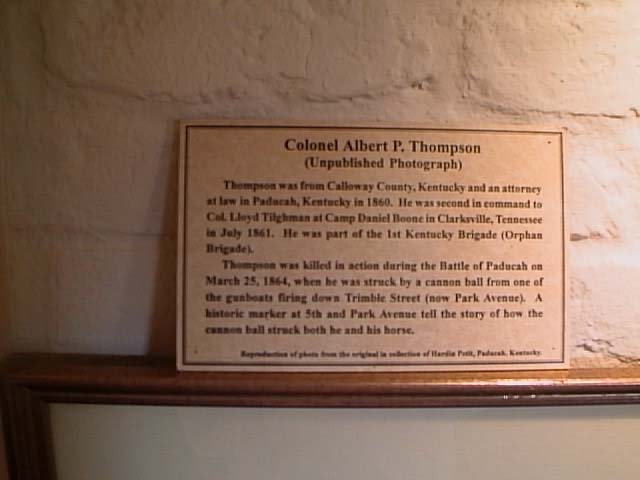 Colonel Albert P. Thompson
(Unpublished Photograph)
Thompson was from Calloway County, Kentucky and an attorney
at law in Paducah, Kentucky in 1860. He was second in command to
Col. Lloyd Tilghman at Camp Daniel Boone in Clarksville, Tennessee
in July 1861. He was part of the 1st Kentucky Brigade (Orphan
Brigade).
Thompson was killed in action during the Battle of Paducah on
March 25, 1864, when he was struck by a cannon ball from one of
the gunboats firing down Trimble Street (now Park Avenue). A
historic marker at 5th and Park Avenue tell the story of how the
cannon ball struck both he and his horse.
Reproduction of photo from the original in collection of Hardin Petit, Paducah, Kentucky.